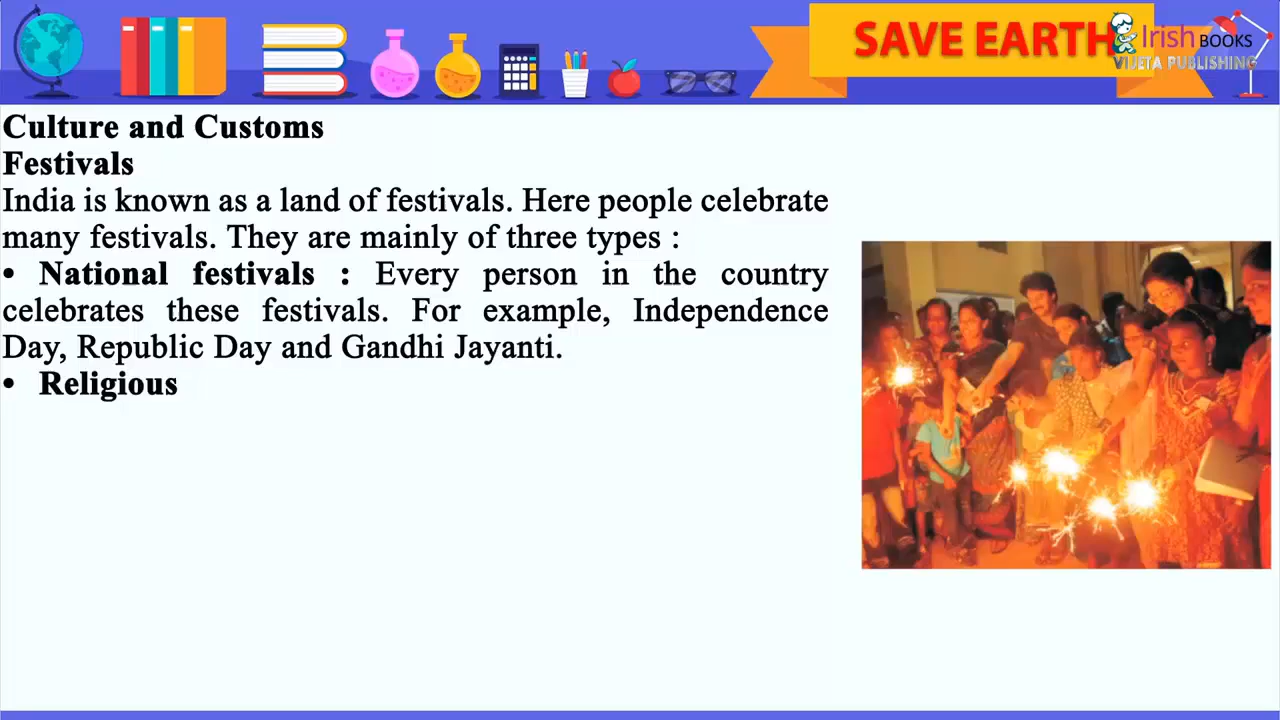 SAVE EARTH
Irish BOOKS
VIJETA PUBLISHING
Culture and Customs
Festivals
India is known as a land of festivals. Here people celebrate
many festivals. They are mainly of three types :
• National festivals : Every person in the country
celebrates these festivals. For example, Independence
Day, Republic Day and Gandhi Jayanti.
• Religious